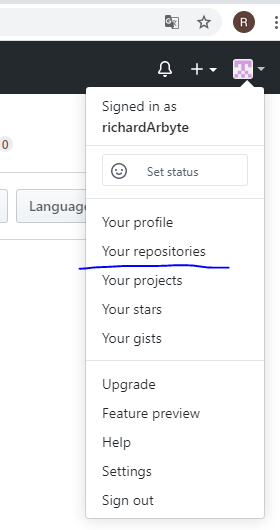 R
0
Language
Signed in as
richardArbyte
Set status
Your profile
Your repositories
Your projects
Your stars
Your gists
Upgrade
Feature preview
Help
Settings
Sign out